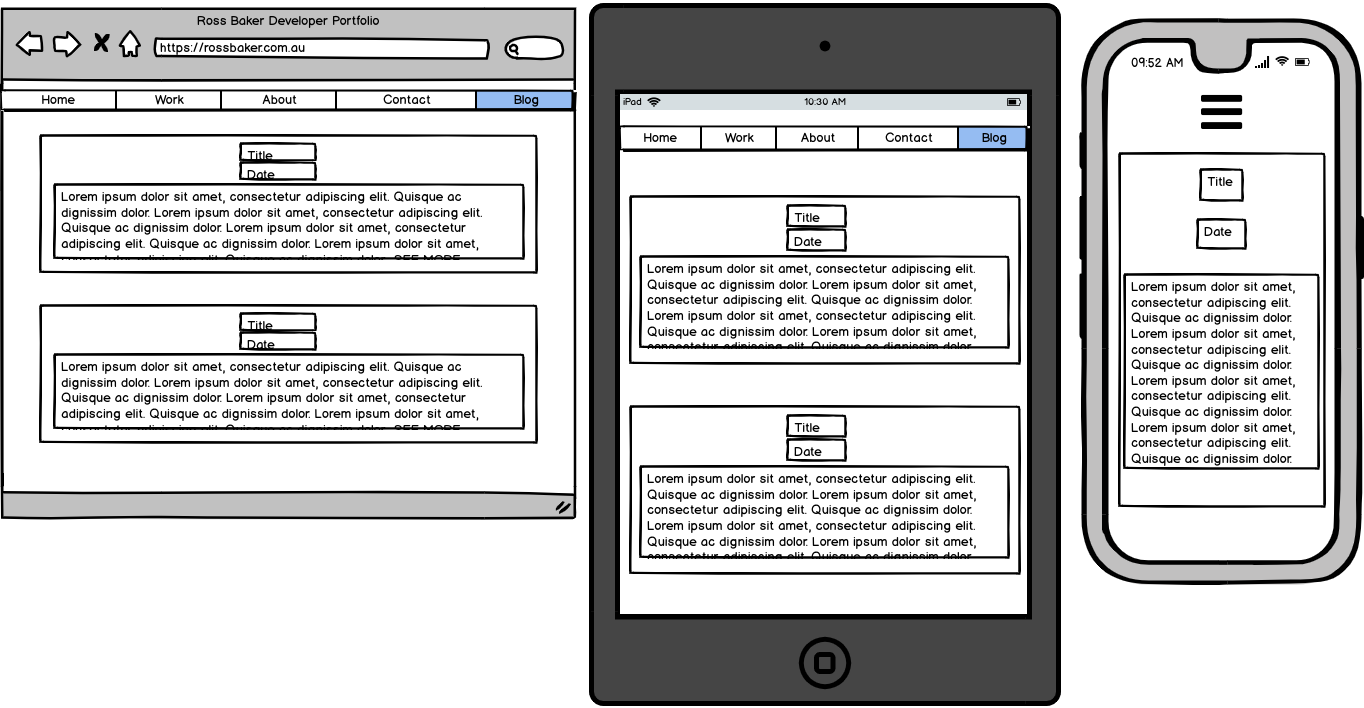 Ross Baker Developer Portfolio
https://rossbaker.com.au
Home Work About Contact Blog
Title
Date
Lorem ipsum dolor sit amet, consectetur adipiscing elit. Quisque ac
dignissim dolor. Lorem ipsum dolor sit amet, consectetur adipiscing elit.
Quisque ac dignissim dolor. Lorem ipsum dolor sit amet, consectetur
adipiscing elit. Quisque ac dignissim dolor. Lorem ipsum dolor sit amet,
Title
Date
Lorem ipsum dolor sit amet, consectetur adipiscing elit. Quisque ac
dignissim dolor. Lorem ipsum dolor sit amet, consectetur adipiscing elit.
Quisque ac dignissim dolor. Lorem ipsum dolor sit amet, consectetur
adipiscing elit. Quisque ac dignissim dolor. Lorem ipsum dolor sit amet,
iPad 10:30 AM
Home Work About Contact Blog
Title
Date
Lorem ipsum dolor sit amet, consectetur adipiscing elit.
Quisque ac dignissim dolor. Lorem ipsum dolor sit amet,
consectetur adipiscing elit. Quisque ac dignissim dolor.
Lorem ipsum dolor sit amet, consectetur adipiscing elit.
Quisque ac dignissim dolor. Lorem ipsum dolor sit amet,
Title
Date
Lorem ipsum dolor sit amet, consectetur adipiscing elit.
Quisque ac dignissim dolor. Lorem ipsum dolor sit amet,
consectetur adipiscing elit. Quisque ac dignissim dolor.
Lorem ipsum dolor sit amet, consectetur adipiscing elit.
Quisque ac dignissim dolor. Lorem ipsum dolor sit amet,
09:52 AM
Title
Date
Lorem ipsum dolor sit amet,
consectetur adipiscing elit.
Quisque ac dignissim dolor.
Lorem ipsum dolor sit amet,
consectetur adipiscing elit.
Quisque ac dignissim dolor.
Lorem ipsum dolor sit amet,
consectetur adipiscing elit.
Quisque ac dignissim dolor.
Lorem ipsum dolor sit amet,
consectetur adipiscing elit.
Quisque ac dignissim dolor.